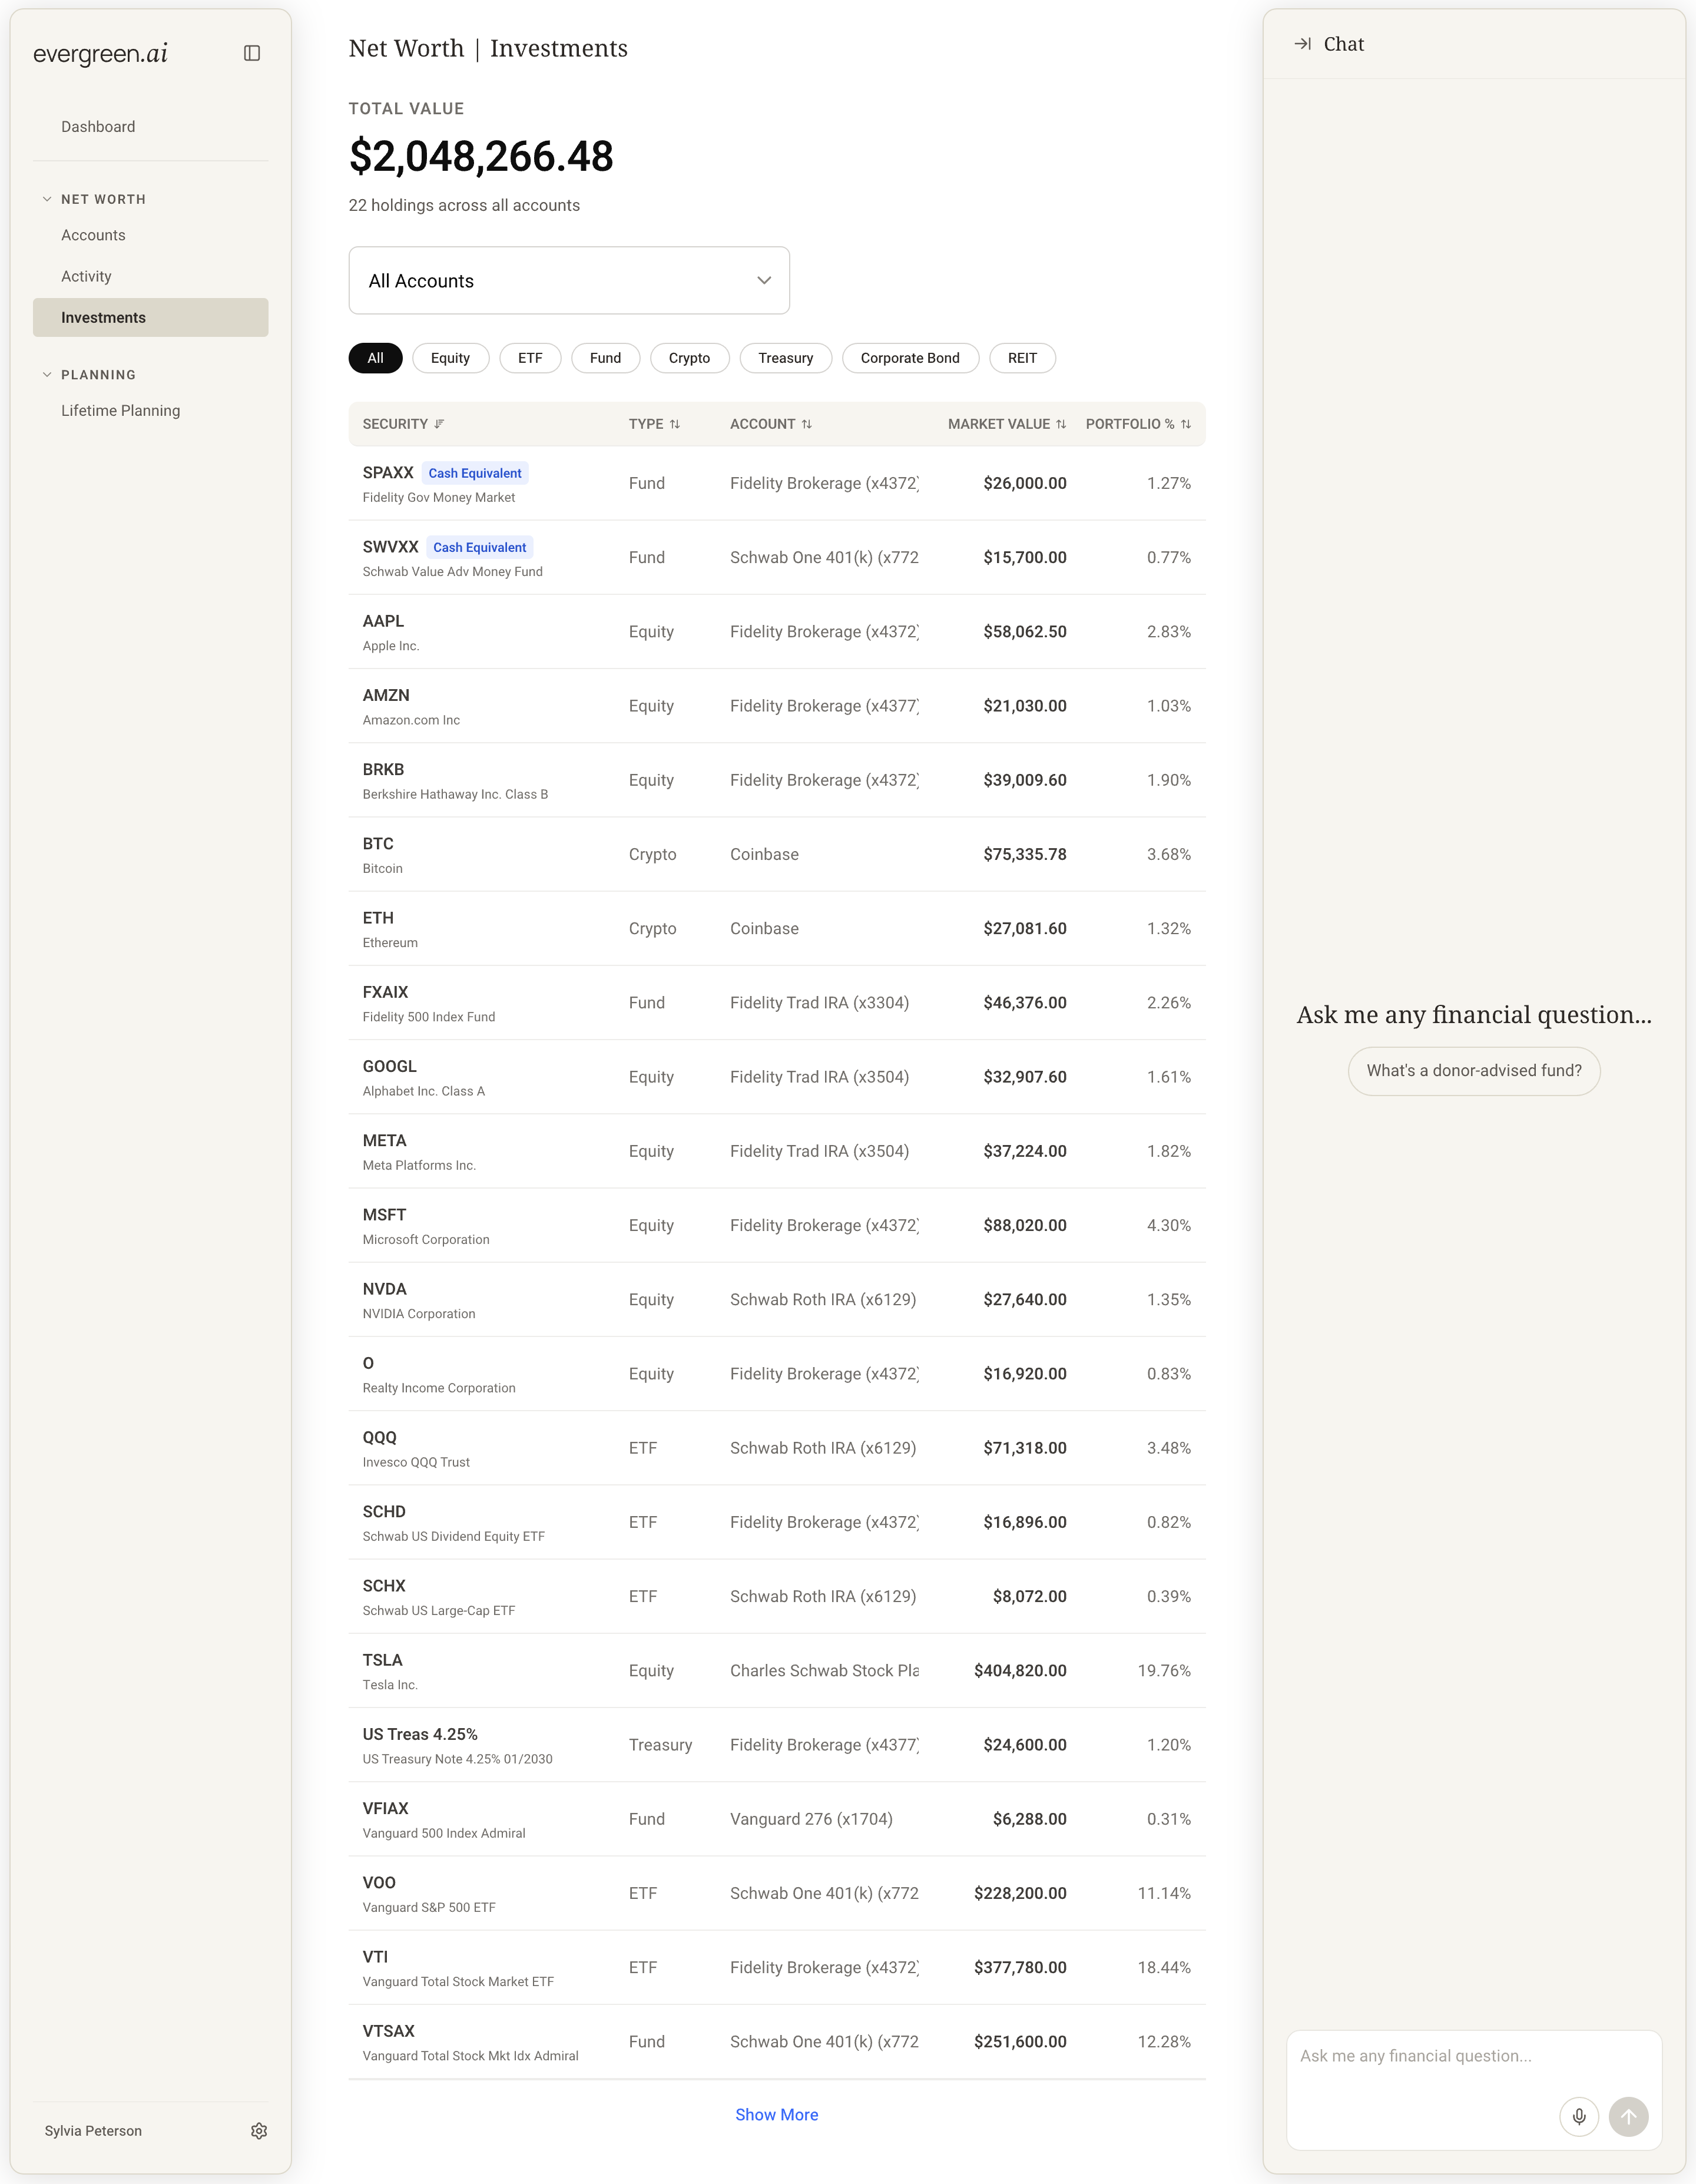 evergreen.ai
Dashboard
NET WORTH
Accounts
Activity
Investments
PLANNING
Lifetime Planning
Sylvia Peterson
Net Worth | Investments
TOTAL VALUE
$2,048,266.48
22 holdings across all accounts
All Accounts
All Equity ETF Fund Crypto Treasury Corporate Bond REIT
SECURITY TYPE ACCOUNT MARKET VALUE PORTFOLIO %
SPAXX Cash Equivalent
Fidelity Gov Money Market
Fund Fidelity Brokerage (x4372) $26,000.00 1.27%
SWVXX Cash Equivalent
Schwab Value Adv Money Fund
Fund Schwab One 401(k) (x772 $15,700.00 0.77%
AAPL
Apple Inc.
Equity Fidelity Brokerage (x4372) $58,062.50 2.83%
AMZN
Amazon.com Inc
Equity Fidelity Brokerage (x4377) $21,030.00 1.03%
BRKB
Berkshire Hathaway Inc. Class B
Equity Fidelity Brokerage (x4372) $39,009.60 1.90%
BTC
Bitcoin
Crypto Coinbase $75,335.78 3.68%
ETH
Ethereum
Crypto Coinbase $27,081.60 1.32%
FXAIX
Fidelity 500 Index Fund
Fund Fidelity Trad IRA (x3304) $46,376.00 2.26%
GOOGL
Alphabet Inc. Class A
Equity Fidelity Trad IRA (x3504) $32,907.60 1.61%
META
Meta Platforms Inc.
Equity Fidelity Trad IRA (x3504) $37,224.00 1.82%
MSFT
Microsoft Corporation
Equity Fidelity Brokerage (x4372) $88,020.00 4.30%
NVDA
NVIDIA Corporation
Equity Schwab Roth IRA (x6129) $27,640.00 1.35%
O
Realty Income Corporation
Equity Fidelity Brokerage (x4372) $16,920.00 0.83%
QQQ
Invesco QQQ Trust
ETF Schwab Roth IRA (x6129) $71,318.00 3.48%
SCHD
Schwab US Dividend Equity ETF
ETF Fidelity Brokerage (x4372) $16,896.00 0.82%
SCHX
Schwab US Large-Cap ETF
ETF Schwab Roth IRA (x6129) $8,072.00 0.39%
TSLA
Tesla Inc.
Equity Charles Schwab Stock Pla $404,820.00 19.76%
US Treas 4.25%
US Treasury Note 4.25% 01/2030
Treasury Fidelity Brokerage (x4377) $24,600.00 1.20%
VFIAX
Vanguard 500 Index Admiral
Fund Vanguard 276 (x1704) $6,288.00 0.31%
VOO
Vanguard S&P 500 ETF
ETF Schwab One 401(k) (x772 $228,200.00 11.14%
VTI
Vanguard Total Stock Market ETF
ETF Fidelity Brokerage (x4372) $377,780.00 18.44%
VTSAX
Vanguard Total Stock Mkt Idx Admiral
Fund Schwab One 401(k) (x772 $251,600.00 12.28%
Show More
Chat
Ask me any financial question...
What's a donor-advised fund?
Ask me any financial question...